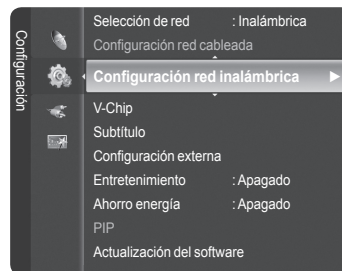 Configuración
Selección de red : Inalámbrica
Configuración red cableada
Configuración red inalámbrica
V-Chip
Subtítulo
Configuración externa
Entretenimiento : Apagado
Ahorro energía : Apagado
PIP
Actualización del software